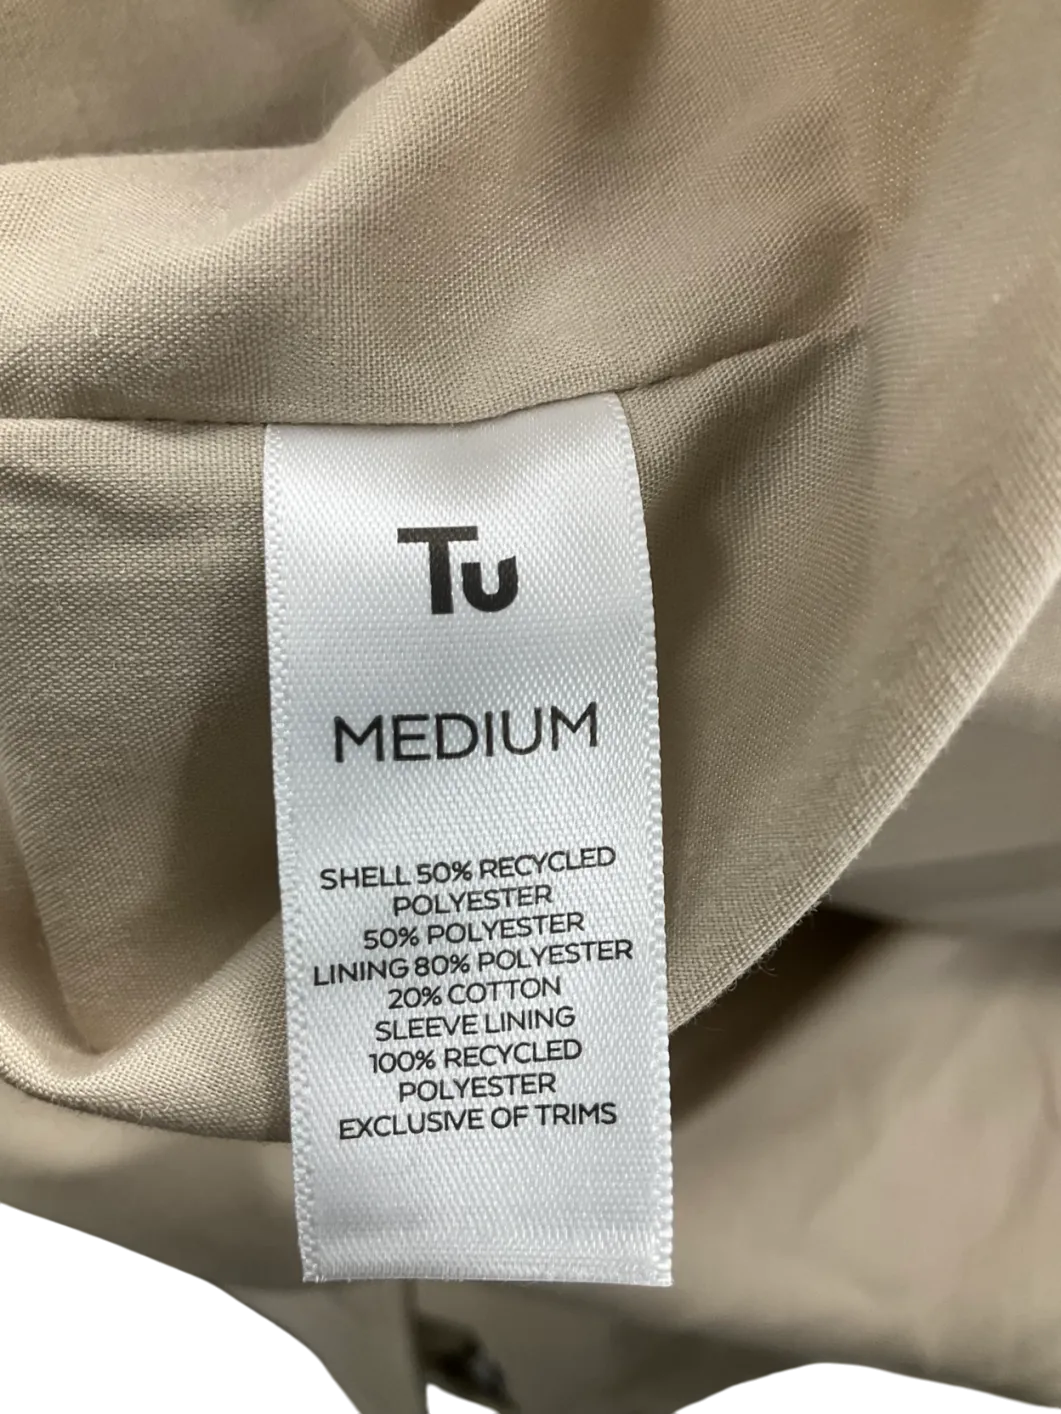 Tu
MEDIUM
SHELL 50% RECYCLED
POLYESTER
50% POLYESTER
LINING 80% POLYESTER
20% COTTON
SLEEVE LINING
100% RECYCLED
POLYESTER
EXCLUSIVE OF TRIMS